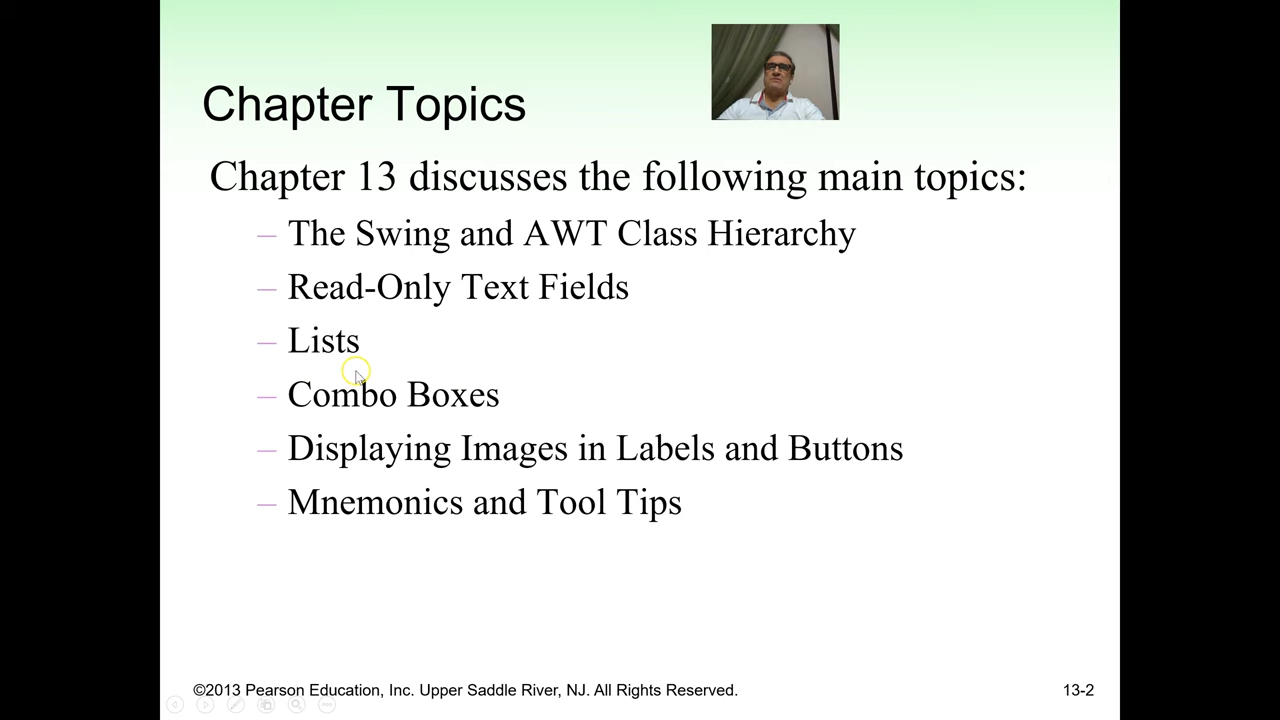 Chapter Topics
Chapter 13 discusses the following main topics:
– The Swing and AWT Class Hierarchy
– Read-Only Text Fields
– Lists
– Combo Boxes
– Displaying Images in Labels and Buttons
– Mnemonics and Tool Tips
©2013 Pearson Education, Inc. Upper Saddle River, NJ. All Rights Reserved.
13-2